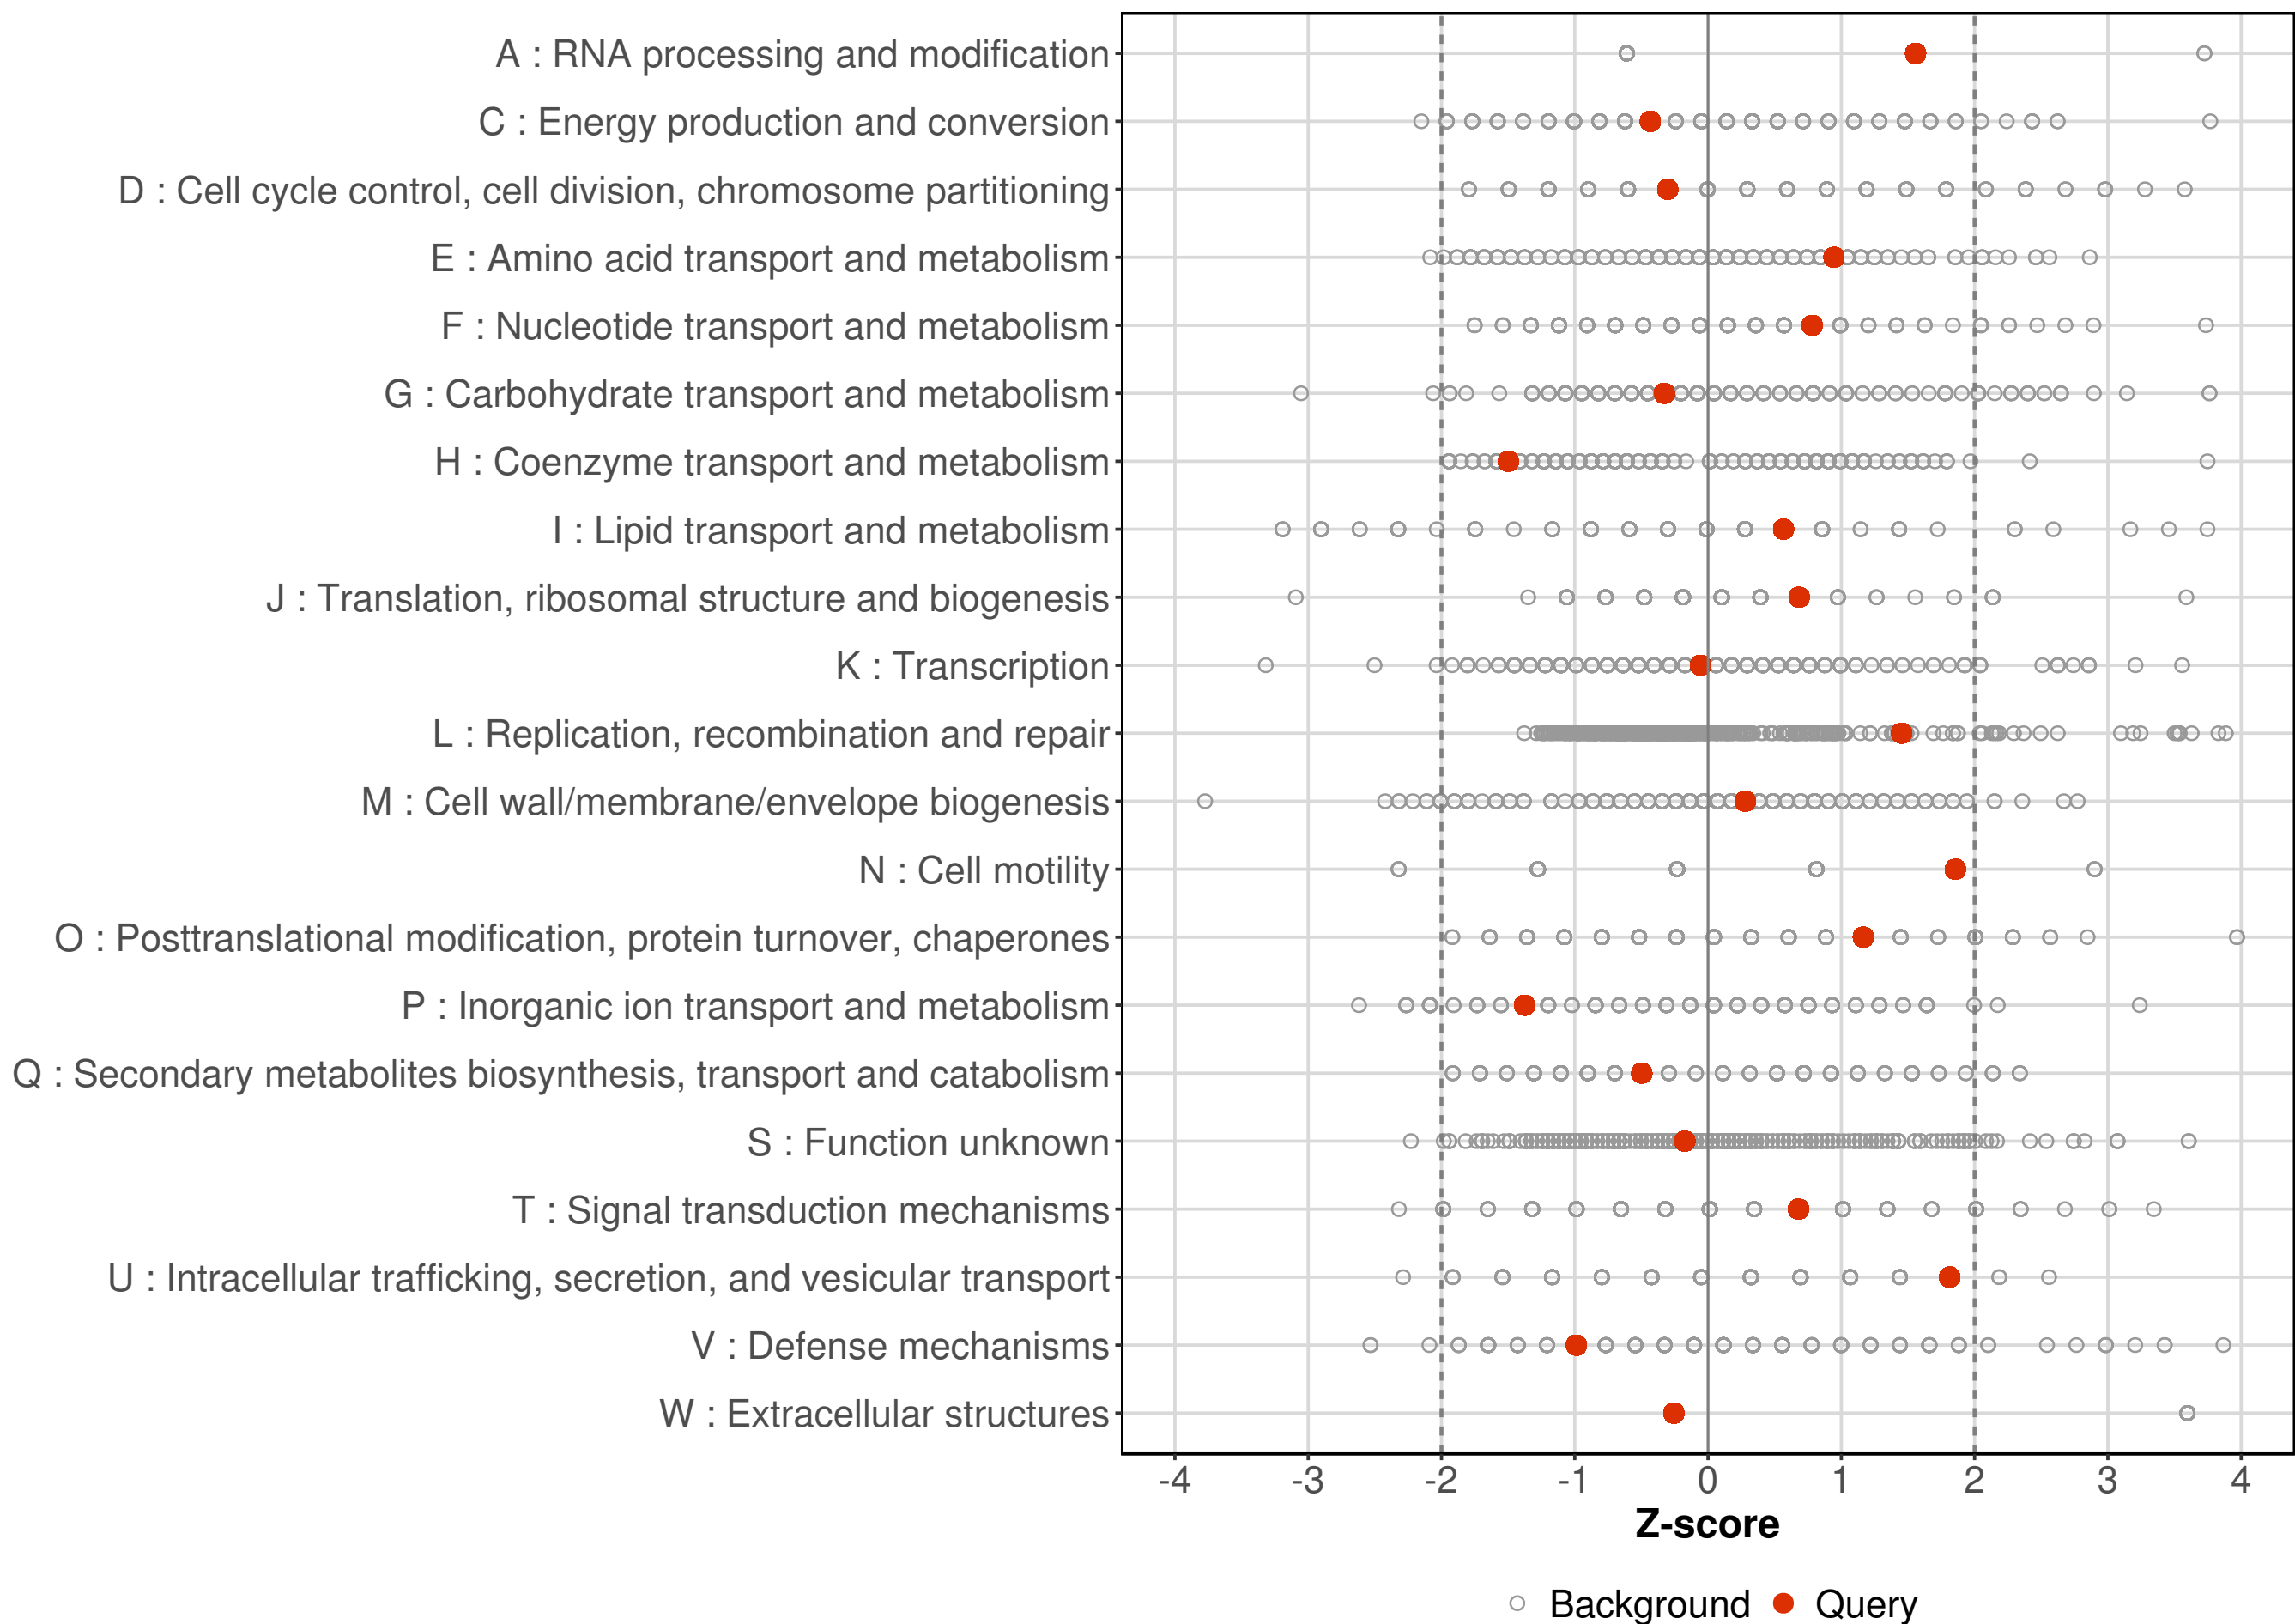 A : RNA processing and modification
C : Energy production and conversion
D : Cell cycle control, cell division, chromosome partitioning
E : Amino acid transport and metabolism
F : Nucleotide transport and metabolism
G : Carbohydrate transport and metabolism
H : Coenzyme transport and metabolism
I : Lipid transport and metabolism
J : Translation, ribosomal structure and biogenesis
K : Transcription
L : Replication, recombination and repair
M : Cell wall/membrane/envelope biogenesis
N : Cell motility
O : Posttranslational modification, protein turnover, chaperones
P : Inorganic ion transport and metabolism
Q : Secondary metabolites biosynthesis, transport and catabolism
S : Function unknown
T : Signal transduction mechanisms
U : Intracellular trafficking, secretion, and vesicular transport
V : Defense mechanisms
W : Extracellular structures
-4 -3 -2 -1 0 1 2 3 4
Z-score
Background Query